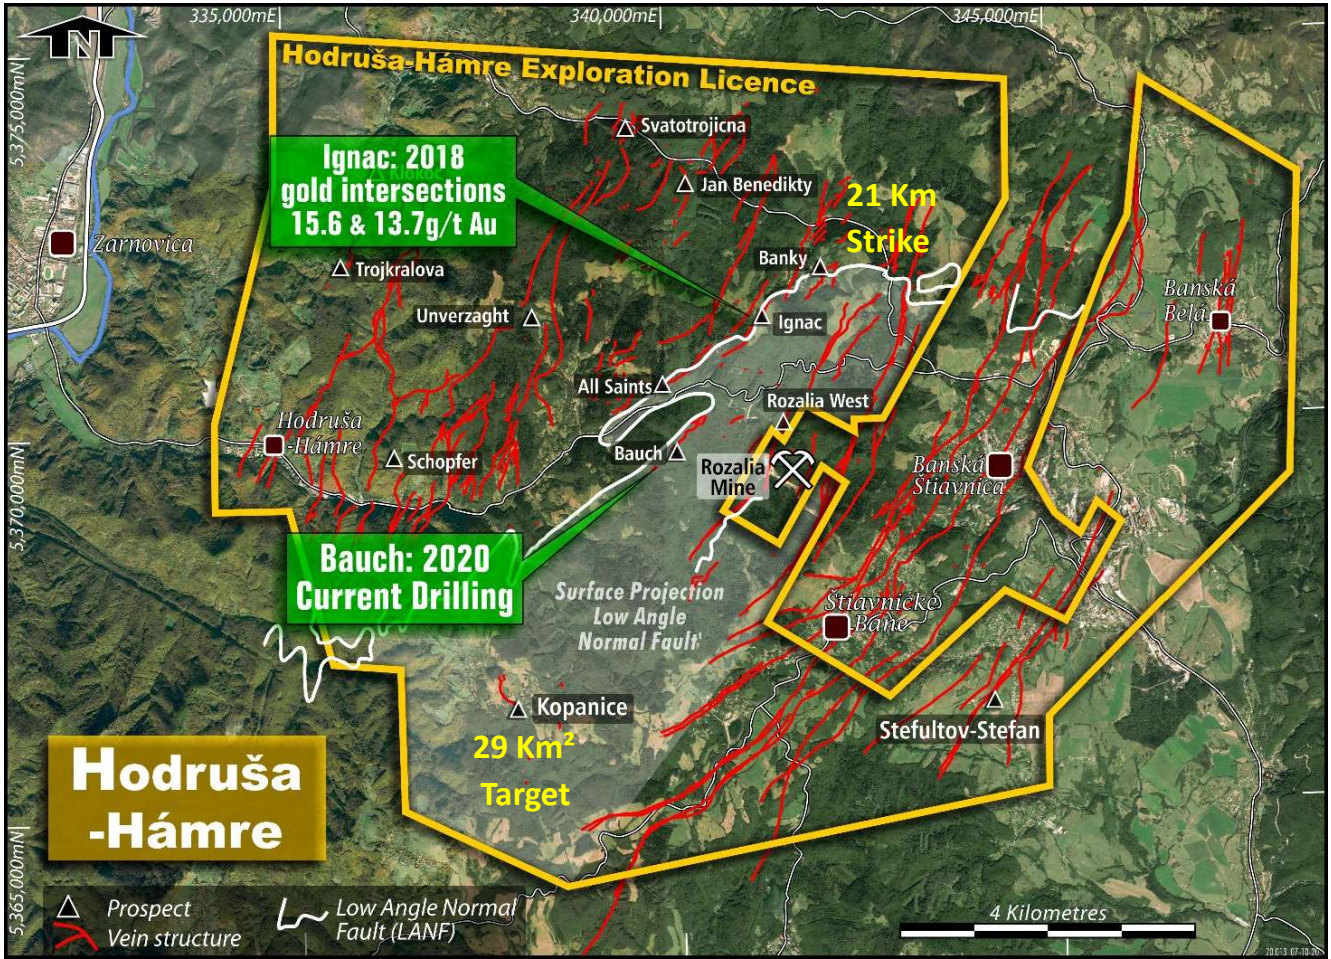 335,000mE
340,000mE
345,000mE
N
5,375,000mN
5,370,000mN
5,365,000mN
Hodruša-Hámre Exploration Licence
Svatotrojicna
Ignac: 2018
gold intersections
15.6 & 13.7g/t Au
Klokoc
Jan Benedikty
21 Km
Strike
Zarnovica
Trojkralova
Banky
Banská
Belá
Unverzaght
Ignac
All Saints
Rozalia West
Hodruša
-Hámre
Schopfer
Bauch
Rozalia
Mine
Banská
Štiavnica
Bauch: 2020
Current Drilling
Surface Projection
Low Angle
Normal Fault'
Štiavnické
Bane
Kopanice
Stefultov-Stefan
29 Km²
Target
Hodruša
-Hámre
Prospect
Vein structure
Low Angle Normal
Fault (LANF)
4 Kilometres